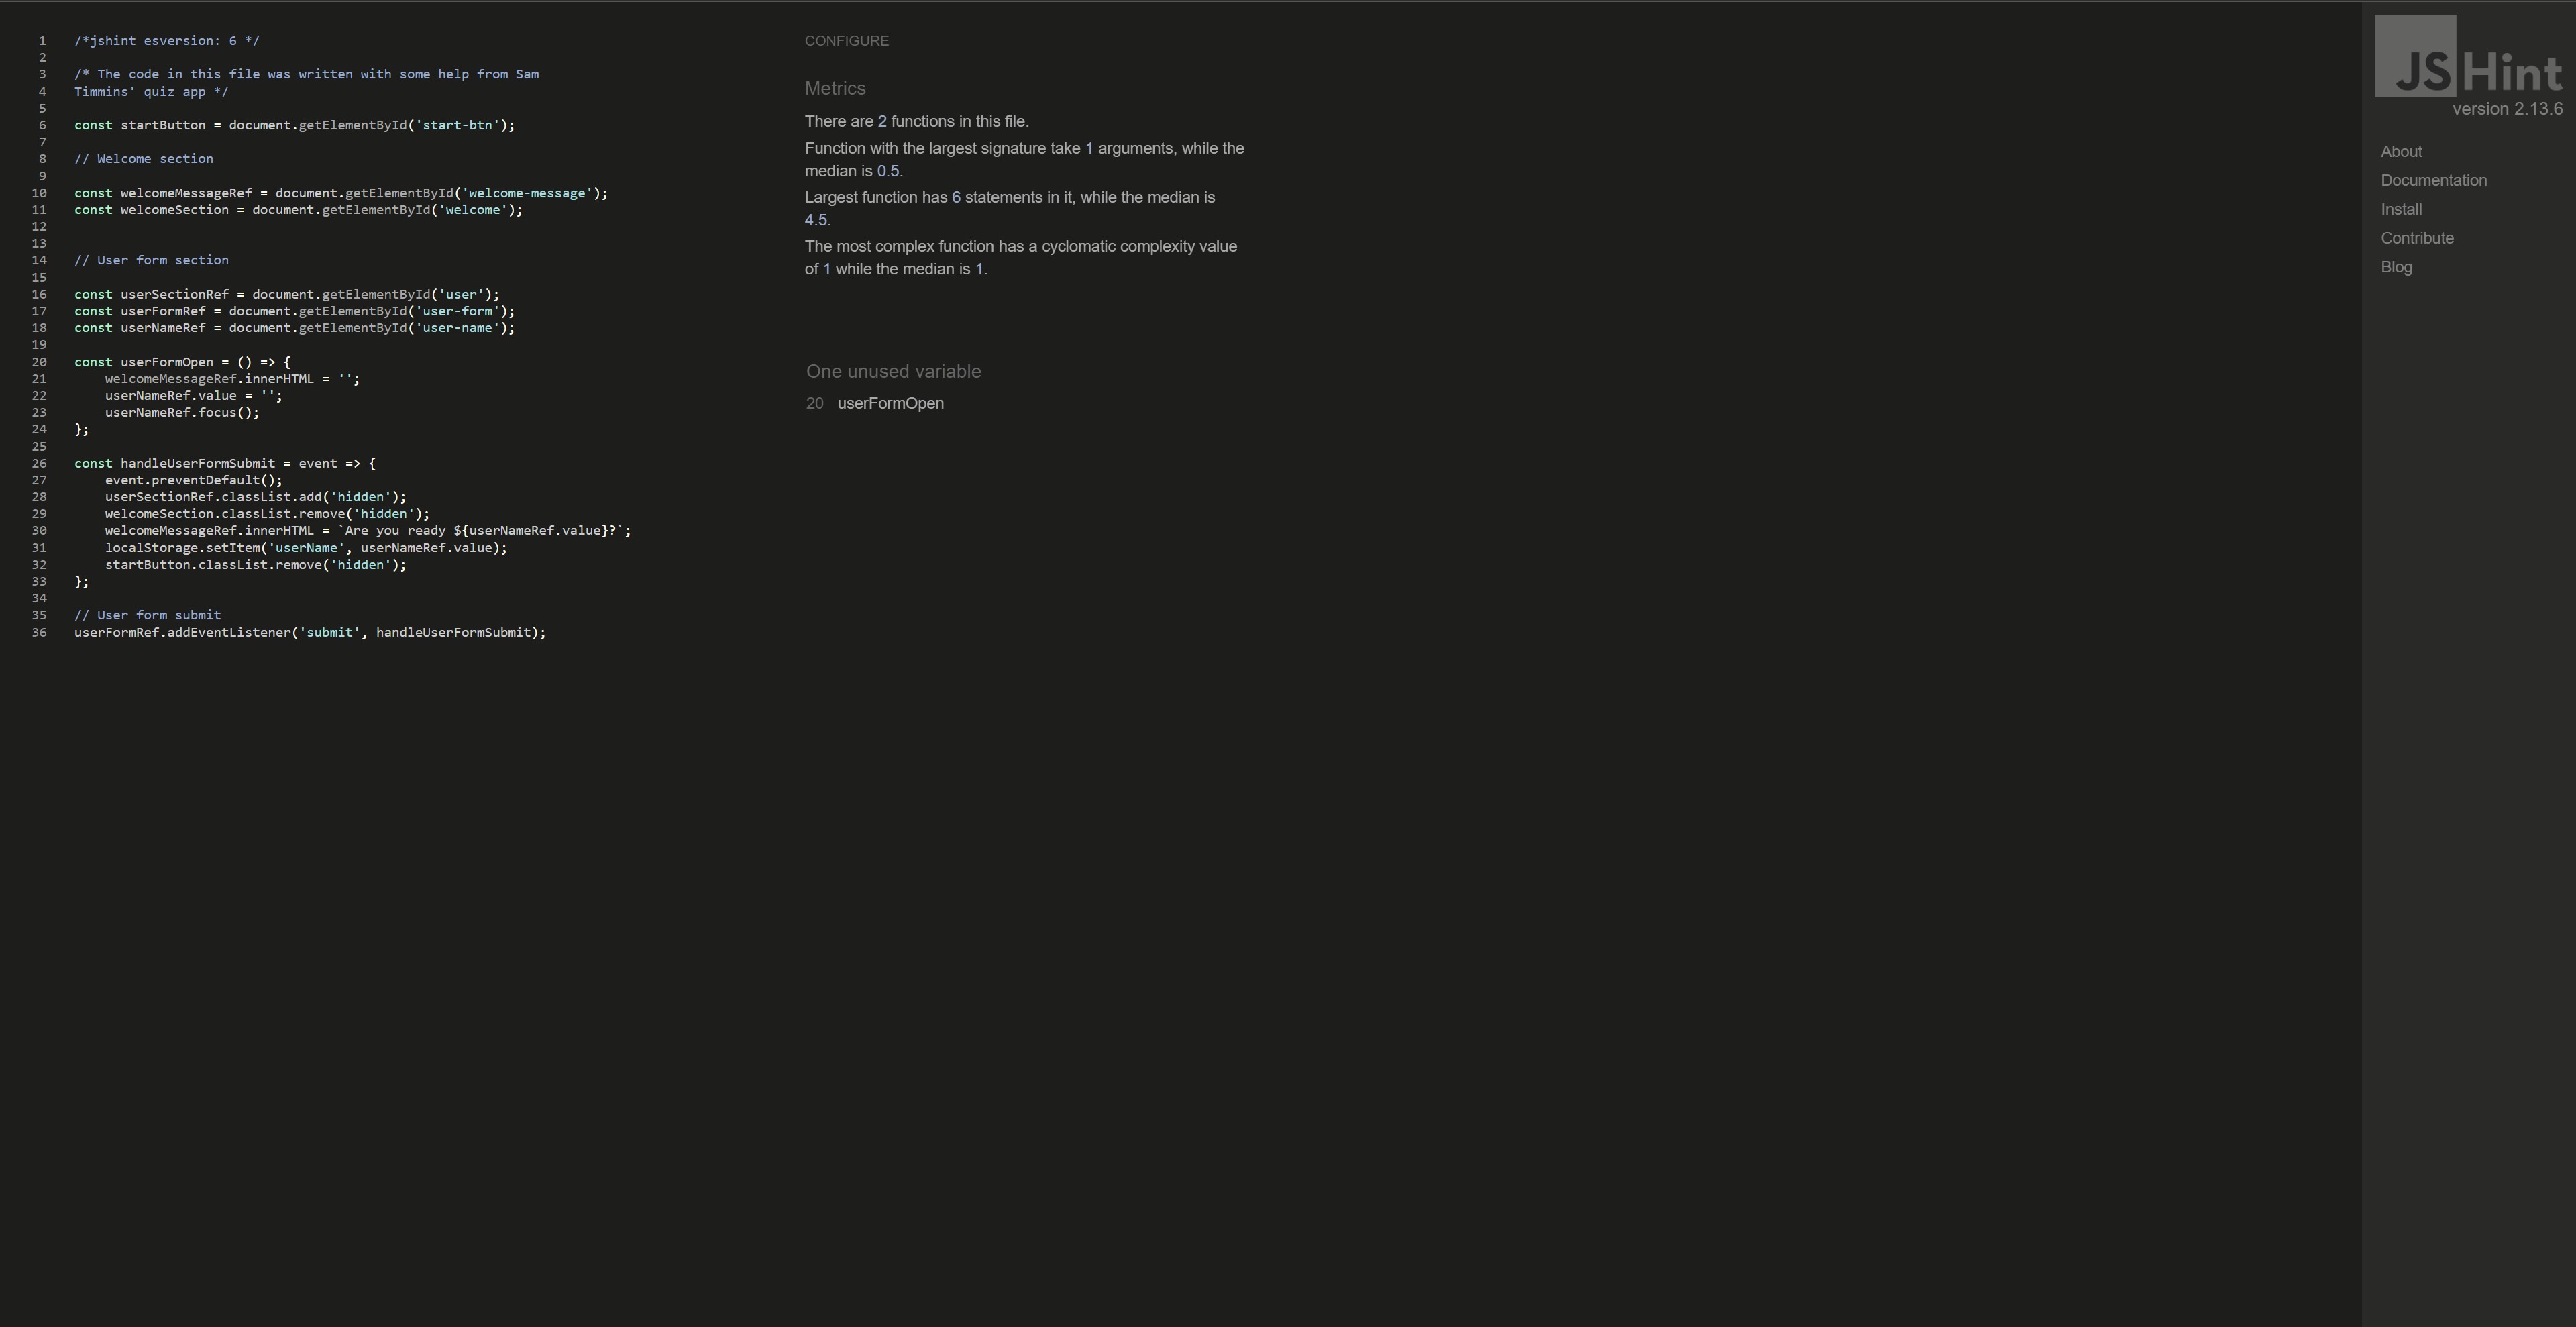 1 /*jshint esversion: 6 */
2
3 /* The code in this file was written with some help from Sam
4 Timmins' quiz app */
5
6 const startButton = document.getElementById('start-btn');
7
8 // Welcome section
9
10 const welcomeMessageRef = document.getElementById('welcome-message');
11 const welcomeSection = document.getElementById('welcome');
12
13
14 // User form section
15
16 const userSectionRef = document.getElementById('user');
17 const userFormRef = document.getElementById('user-form');
18 const userNameRef = document.getElementById('user-name');
19
20 const userFormOpen = () => {
21     welcomeMessageRef.innerHTML = '';
22     userNameRef.value = '';
23     userNameRef.focus();
24 };
25
26 const handleUserFormSubmit = event => {
27     event.preventDefault();
28     userSectionRef.classList.add('hidden');
29     welcomeSection.classList.remove('hidden');
30     welcomeMessageRef.innerHTML = `Are you ready ${userNameRef.value}?`;
31     localStorage.setItem('userName', userNameRef.value);
32     startButton.classList.remove('hidden');
33 };
34
35 // User form submit
36 userFormRef.addEventListener('submit', handleUserFormSubmit);
CONFIGURE
Metrics
There are 2 functions in this file.
Function with the largest signature take 1 arguments, while the
median is 0.5.
Largest function has 6 statements in it, while the median is
4.5.
The most complex function has a cyclomatic complexity value
of 1 while the median is 1.
One unused variable
20 userFormOpen
JSHint
version 2.13.6
About
Documentation
Install
Contribute
Blog